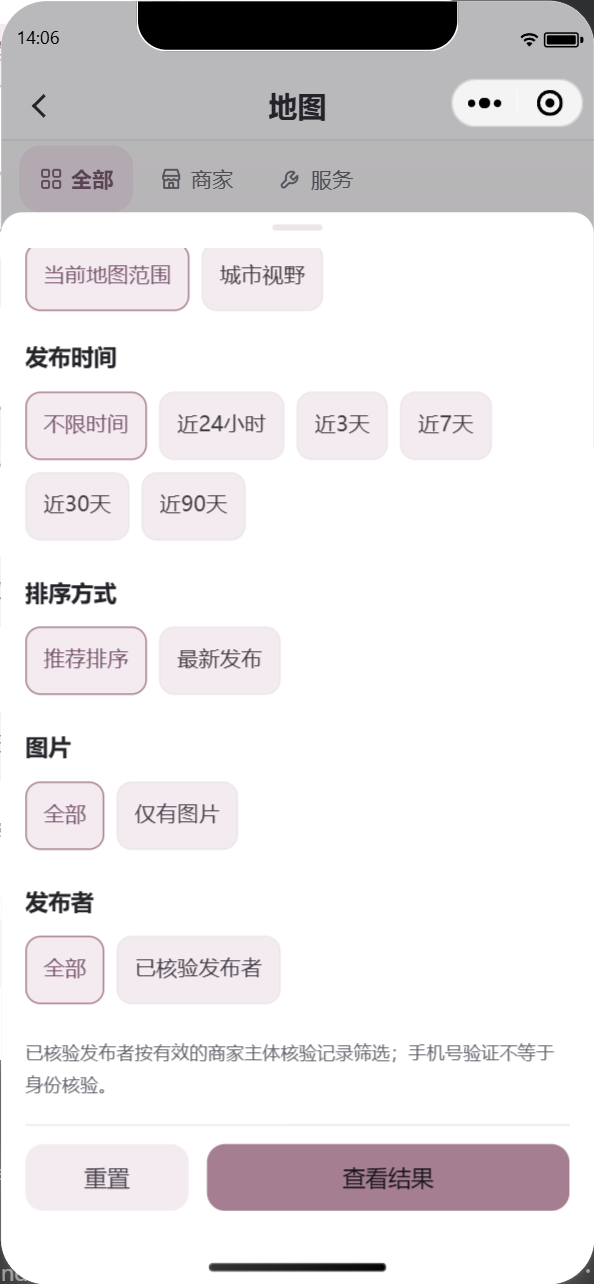 14:06
地图
全部 商家 服务
当前地图范围 城市视野
发布时间
不限时间 近24小时 近3天 近7天
近30天 近90天
排序方式
推荐排序 最新发布
图片
全部 仅有图片
发布者
全部 已核验发布者
已核验发布者按有效的商家主体核验记录筛选；手机号验证不等于
身份核验。
重置 查看结果